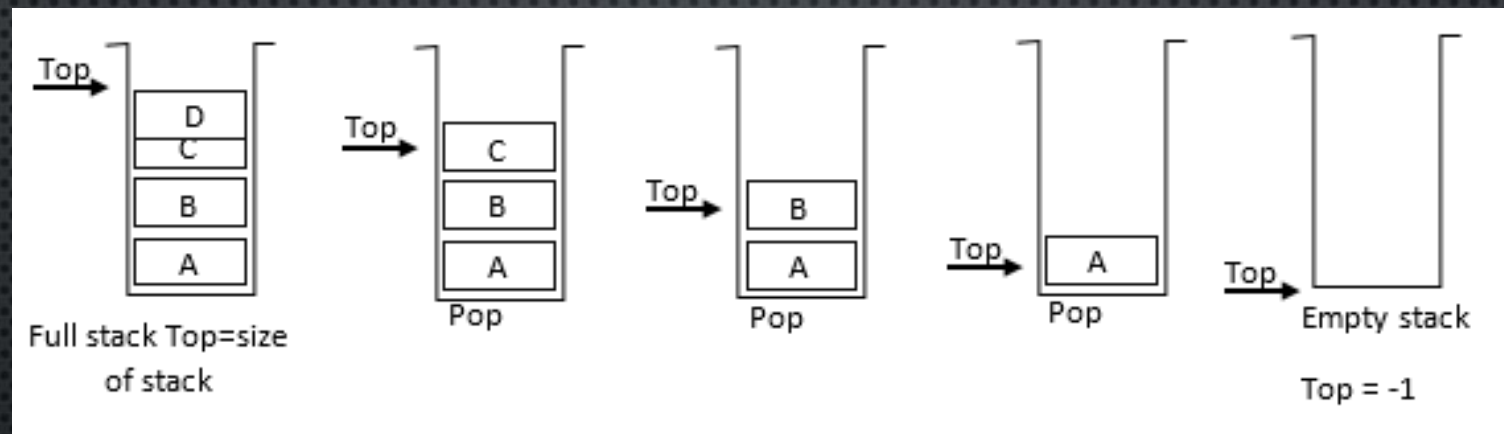 Top
D
C
B
A
Full stack Top=size
of stack
Top
C
B
A
Pop
Top
B
A
Pop
Top
A
Pop
Top
Empty stack
Top = -1